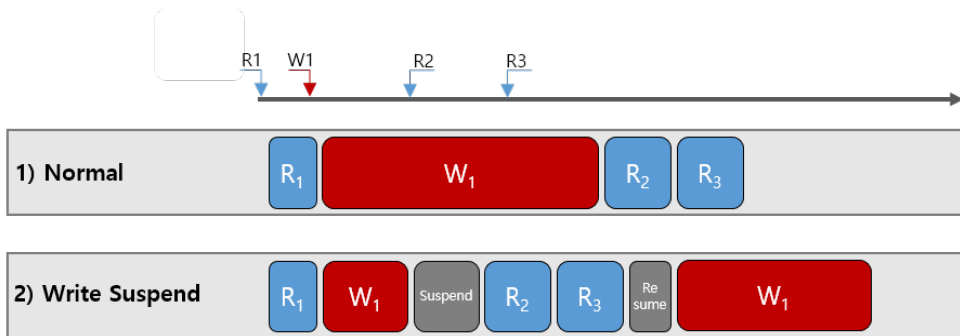 R1 W1 R2 R3
1) Normal R₁ W₁ R₂ R₃
2) Write Suspend R₁ W₁ Suspend R₂ R₃ Re
sume W₁